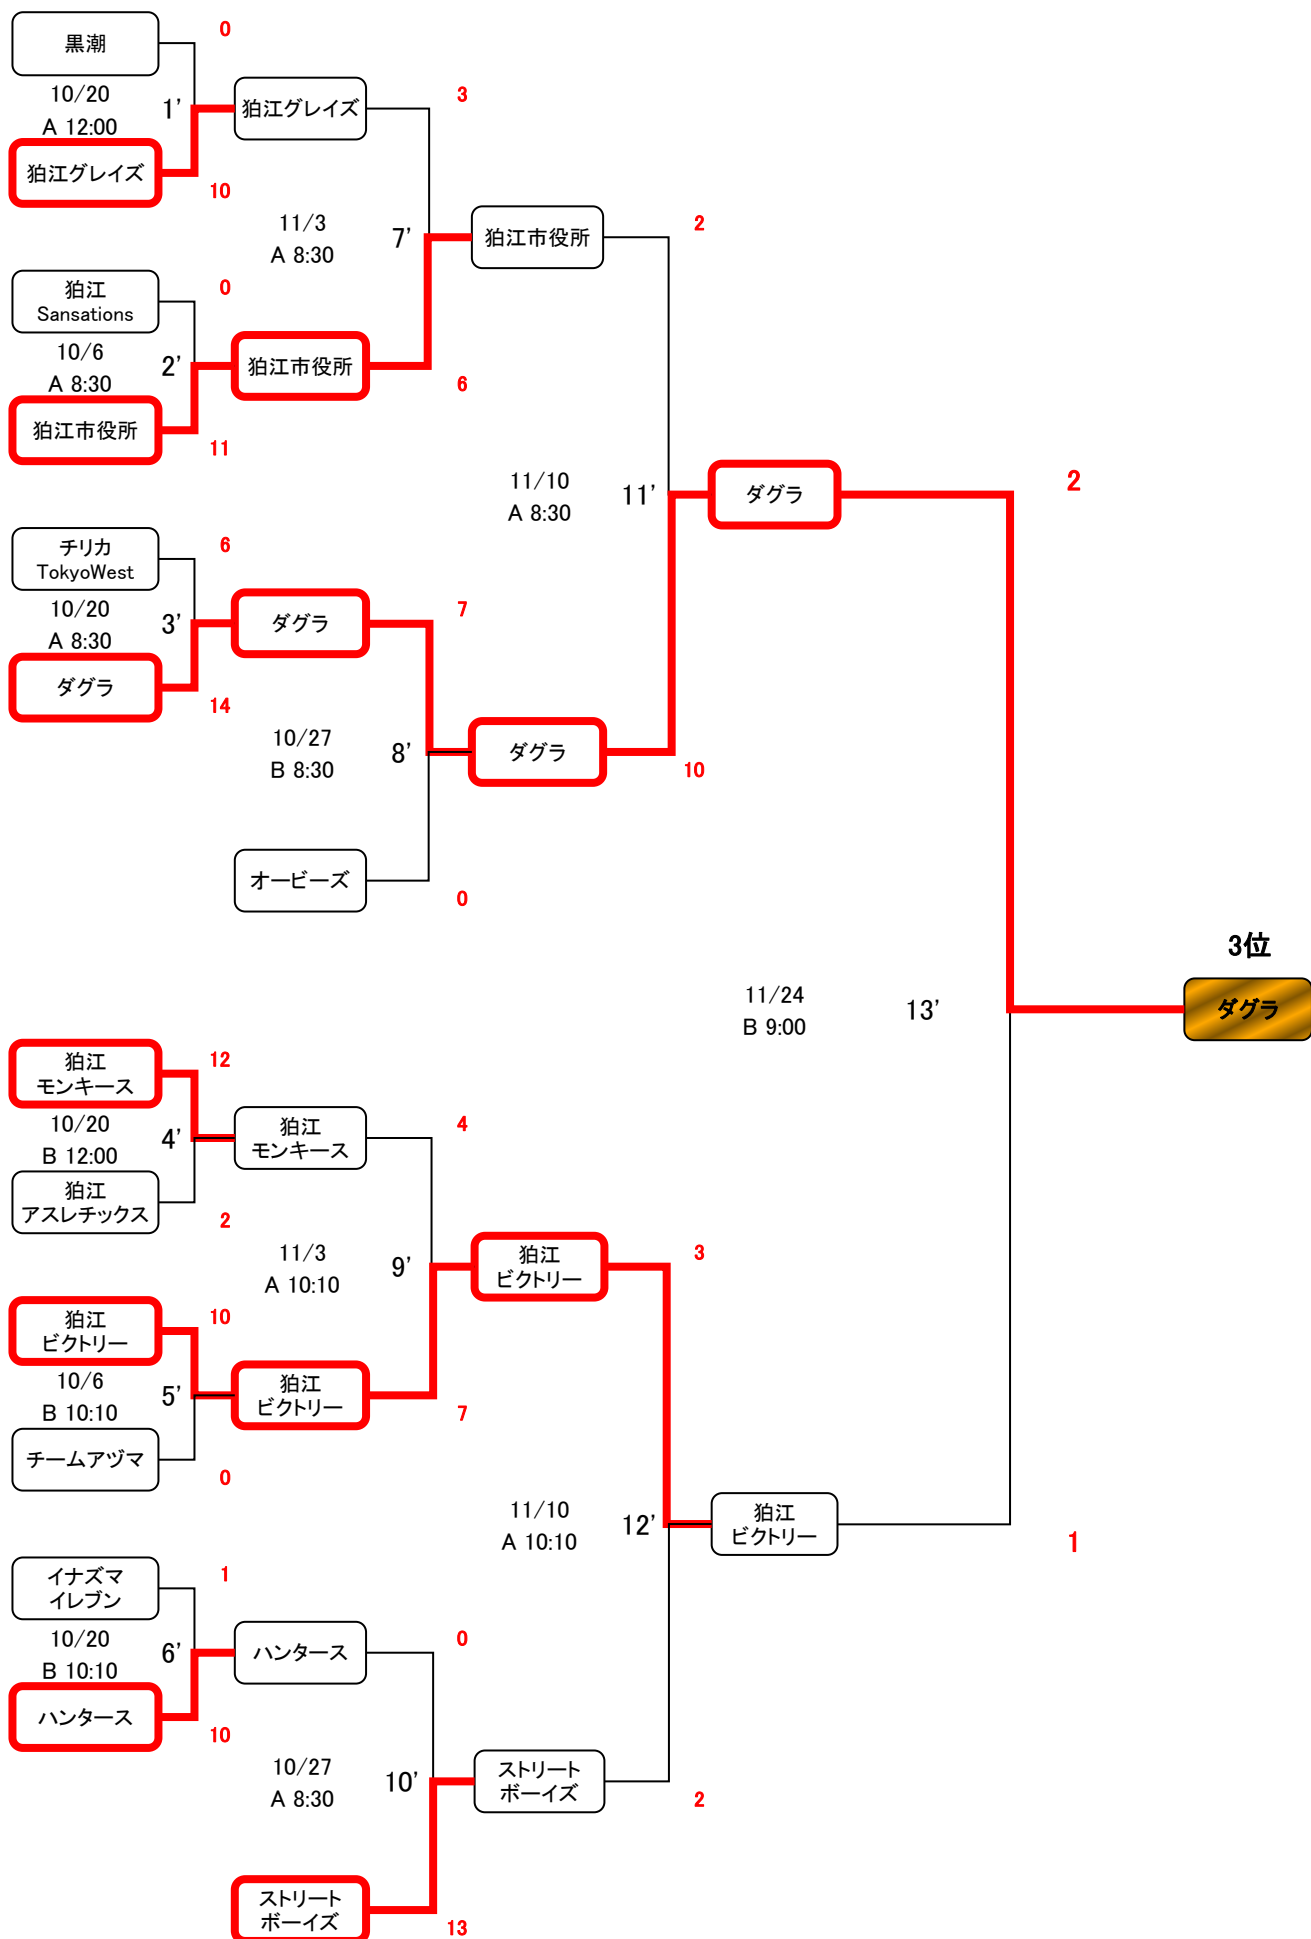 黒潮
0
10/20
A 12:00
1'
狛江グレイズ
3
狛江グレイズ
10
11/3
A 8:30
7'
狛江市役所
2
狛江
Sansations
0
10/6
A 8:30
2'
狛江市役所
6
狛江市役所
11
11/10
A 8:30
11'
ダグラ
2
チリカ
TokyoWest
6
10/20
A 8:30
3'
ダグラ
7
ダグラ
14
10/27
B 8:30
8'
ダグラ
10
オービーズ
0
3位
11/24
B 9:00
13'
ダグラ
狛江
モンキース
12
10/20
B 12:00
4'
狛江
モンキース
4
狛江
アスレチックス
2
11/3
A 10:10
9'
狛江
ビクトリー
3
狛江
ビクトリー
10
10/6
B 10:10
5'
狛江
ビクトリー
7
チームアヅマ
0
11/10
A 10:10
12'
狛江
ビクトリー
1
イナズマ
イレブン
1
10/20
B 10:10
6'
ハンタース
0
ハンタース
10
10/27
A 8:30
10'
ストリート
ボーイズ
2
ストリート
ボーイズ
13